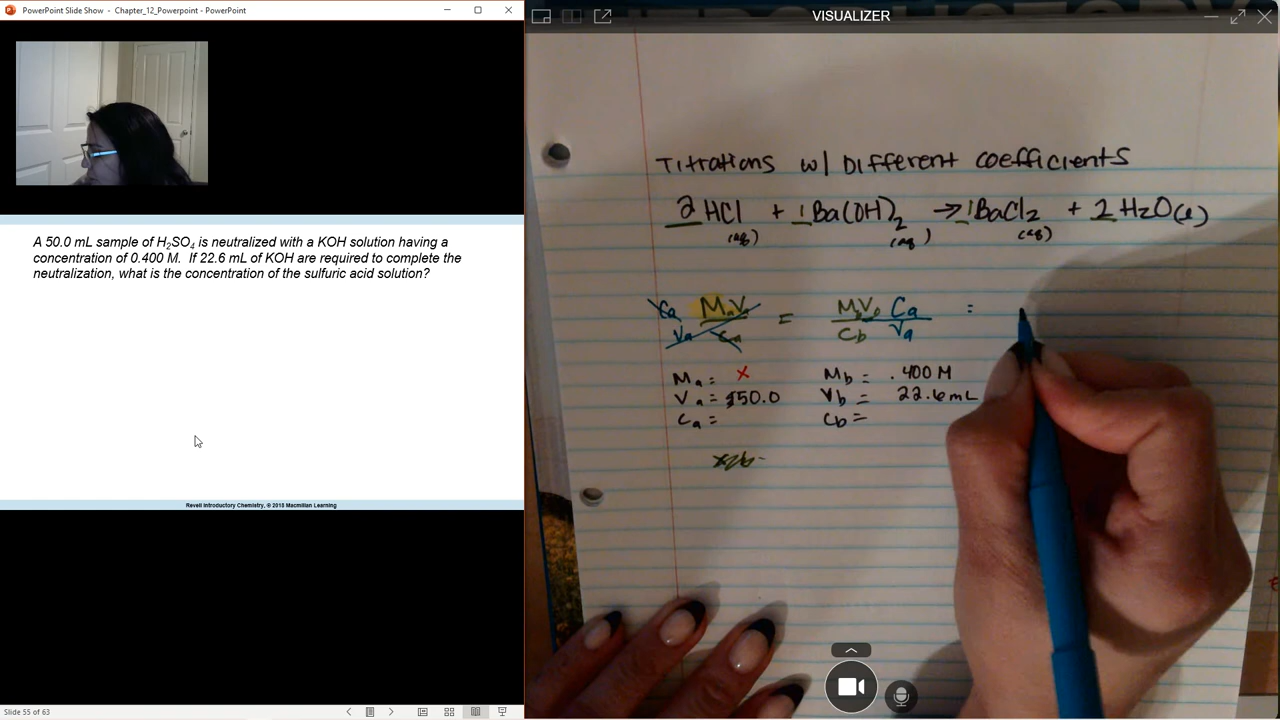 PowerPoint Slide Show - Chapter_12_Powerpoint - PowerPoint
VISUALIZER
A 50.0 mL sample of H₂SO₄ is neutralized with a KOH solution having a
concentration of 0.400 M. If 22.6 mL of KOH are required to complete the
neutralization, what is the concentration of the sulfuric acid solution?
Revell Introductory Chemistry, © 2018 Macmillan Learning
Slide 55 of 63
Titrations w/ Different coefficients
2 HCl + 1 Ba(OH)₂ → 1 BaCl₂ + 2 H₂O(l)
(aq) (aq) (aq)
Ca MaVa = MbVb Ca =
Va Ca Cb Va
Ma = x Mb = .400 M
Va = 50.0 Vb = 22.6 mL
Ca = Cb =